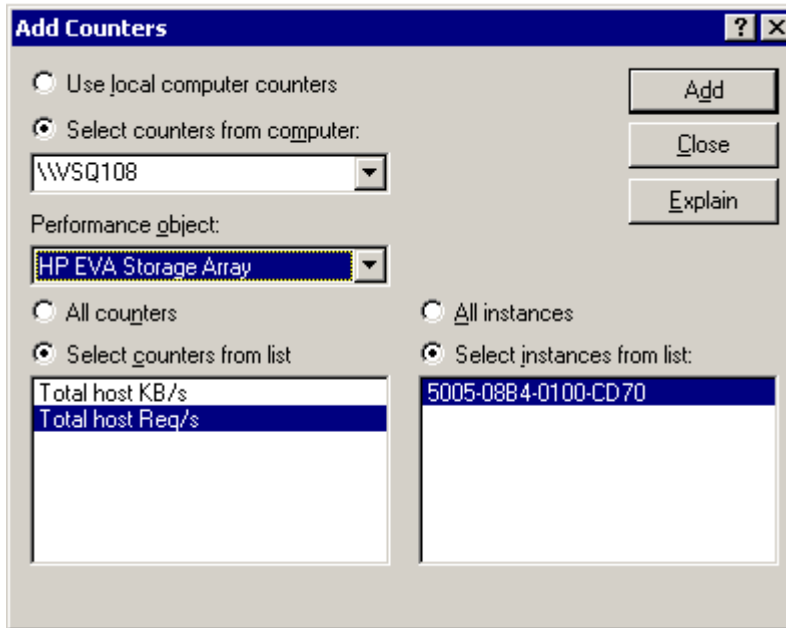 Add Counters
Use local computer counters
Select counters from computer:
\\VSQ108
Performance object:
HP EVA Storage Array
All counters
Select counters from list
Total host KB/s
Total host Req/s
Add
Close
Explain
All instances
Select instances from list:
5005-08B4-0100-CD70